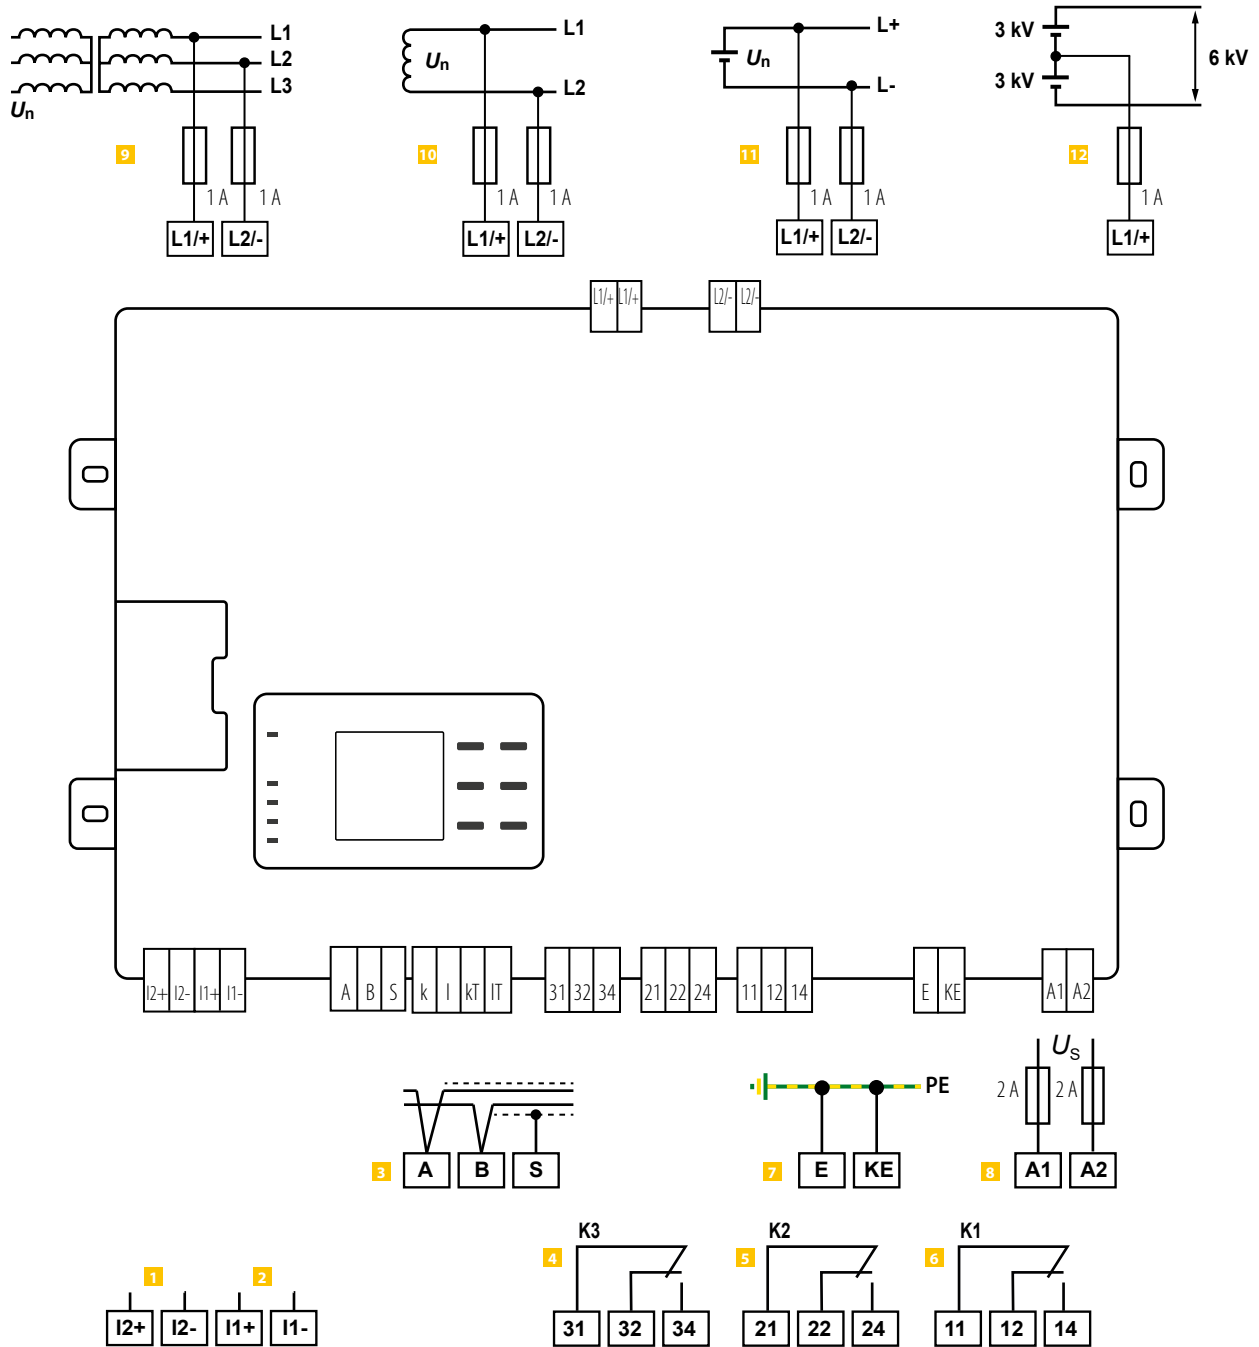 L1
L2
L3
Un
9
1 A
1 A
L1/+
L2/-
L1
Un
L2
10
1 A
1 A
L1/+
L2/-
L+
Un
L-
11
1 A
1 A
L1/+
L2/-
3 kV
3 kV
6 kV
12
1 A
L1/+
L1/+ L1/+
L2/- L2/-
I2+ I2- I1+ I1-
A B S
k l kT lT
31 32 34
21 22 24
11 12 14
E KE
A1 A2
3
A B S
PE
7
E KE
US
2 A
2 A
8
A1 A2
1
2
I2+ I2- I1+ I1-
K3
4
31 32 34
K2
5
21 22 24
K1
6
11 12 14